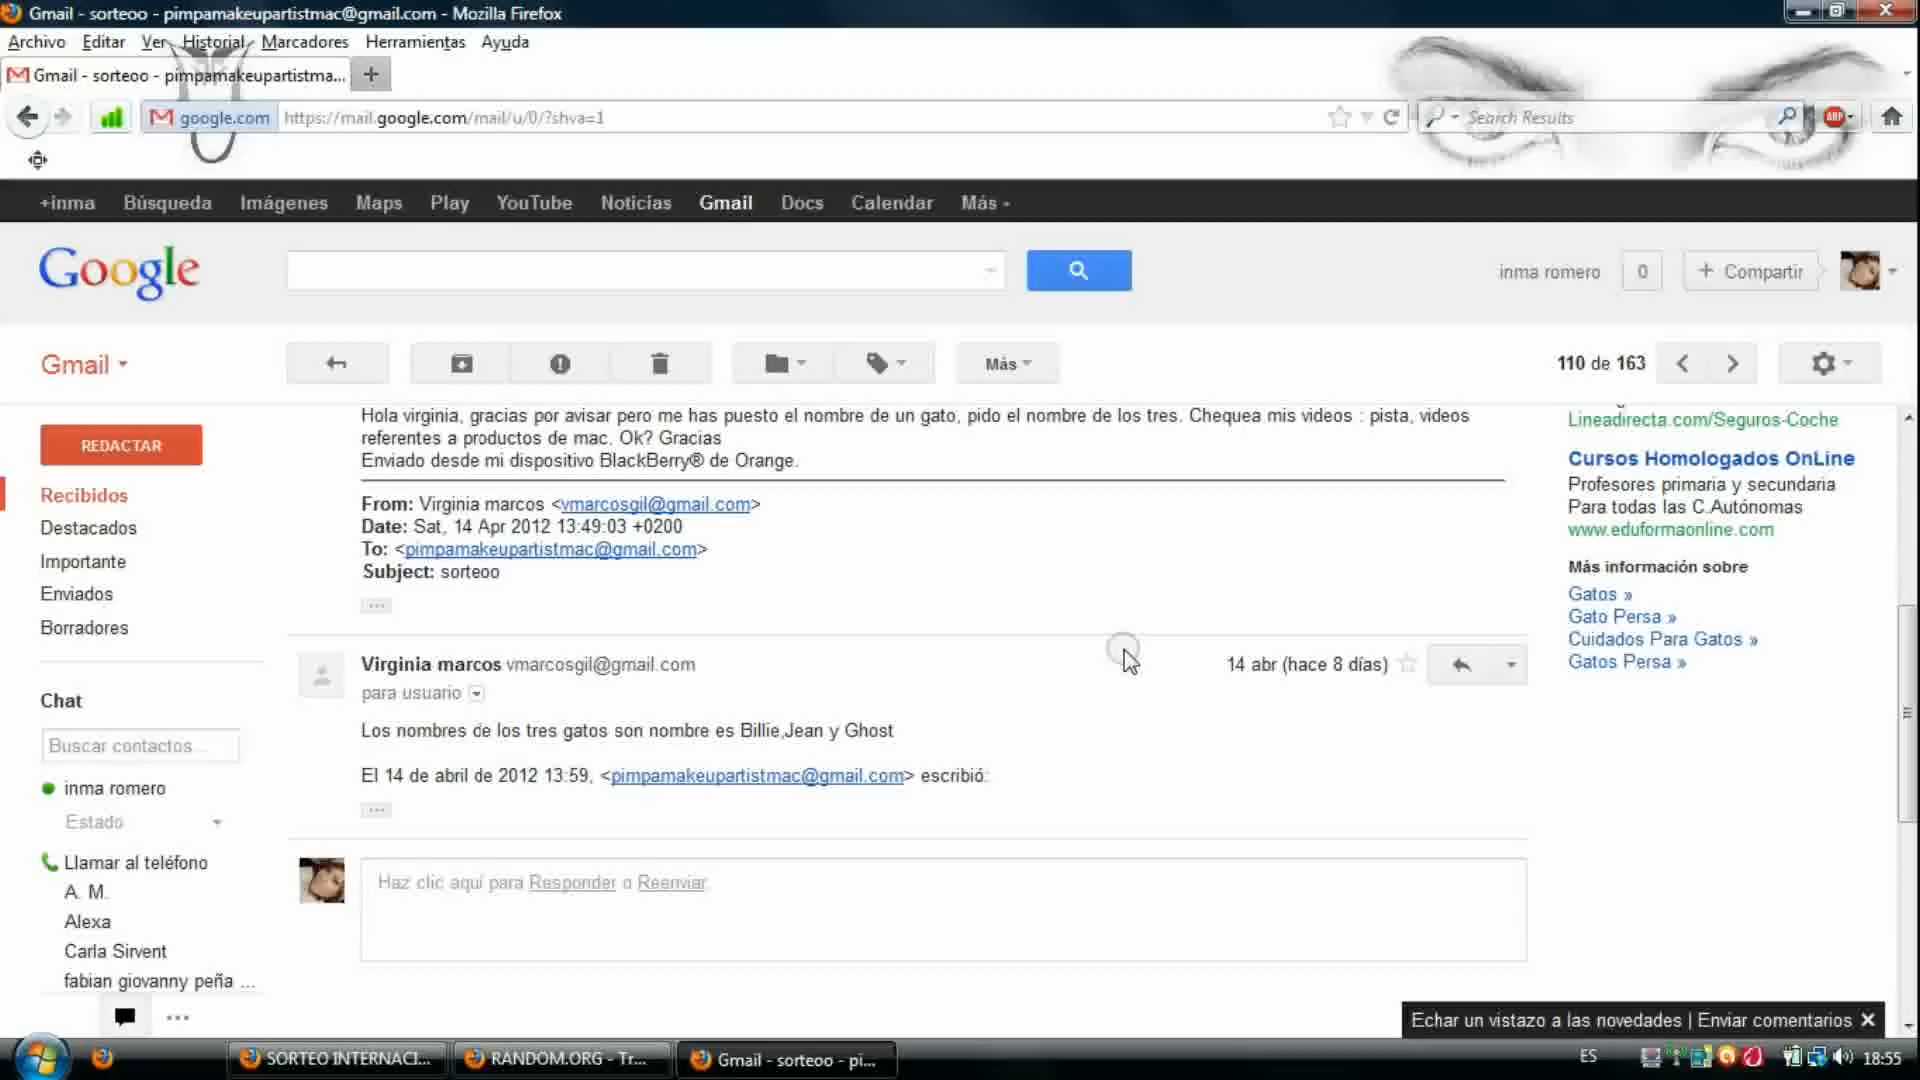 Gmail - sorteoo - pimpamakeupartistmac@gmail.com - Mozilla Firefox
Archivo Editar Ver Historial Marcadores Herramientas Ayuda
Gmail - sorteoo - pimpamakeupartistma...
google.com https://mail.google.com/mail/u/0/?shva=1
Search Results
ABP
+inma Búsqueda Imágenes Maps Play YouTube Noticias Gmail Docs Calendar Más
Google
inma romero 0 + Compartir
Gmail
Más
110 de 163
REDACTAR
Recibidos
Destacados
Importante
Enviados
Borradores
Chat
Buscar contactos...
inma romero
Estado
Llamar al teléfono
A. M.
Alexa
Carla Sirvent
fabian giovanny peña ...
Hola virginia, gracias por avisar pero me has puesto el nombre de un gato, pido el nombre de los tres. Chequea mis videos : pista, videos
referentes a productos de mac. Ok? Gracias
Enviado desde mi dispositivo BlackBerry® de Orange.
From: Virginia marcos <vmarcosgil@gmail.com>
Date: Sat, 14 Apr 2012 13:49:03 +0200
To: <pimpamakeupartistmac@gmail.com>
Subject: sorteoo
Virginia marcos vmarcosgil@gmail.com
14 abr (hace 8 días)
para usuario
Los nombres de los tres gatos son nombre es Billie,Jean y Ghost
El 14 de abril de 2012 13:59, <pimpamakeupartistmac@gmail.com> escribió:
Haz clic aquí para Responder o Reenviar.
Lineadirecta.com/Seguros-Coche
Cursos Homologados OnLine
Profesores primaria y secundaria
Para todas las C.Autónomas
www.eduformaonline.com
Más información sobre
Gatos »
Gato Persa »
Cuidados Para Gatos »
Gatos Persa »
Echar un vistazo a las novedades | Enviar comentarios
SORTEO INTERNACI...
RANDOM.ORG - Tr...
Gmail - sorteoo - pi...
ES
18:55